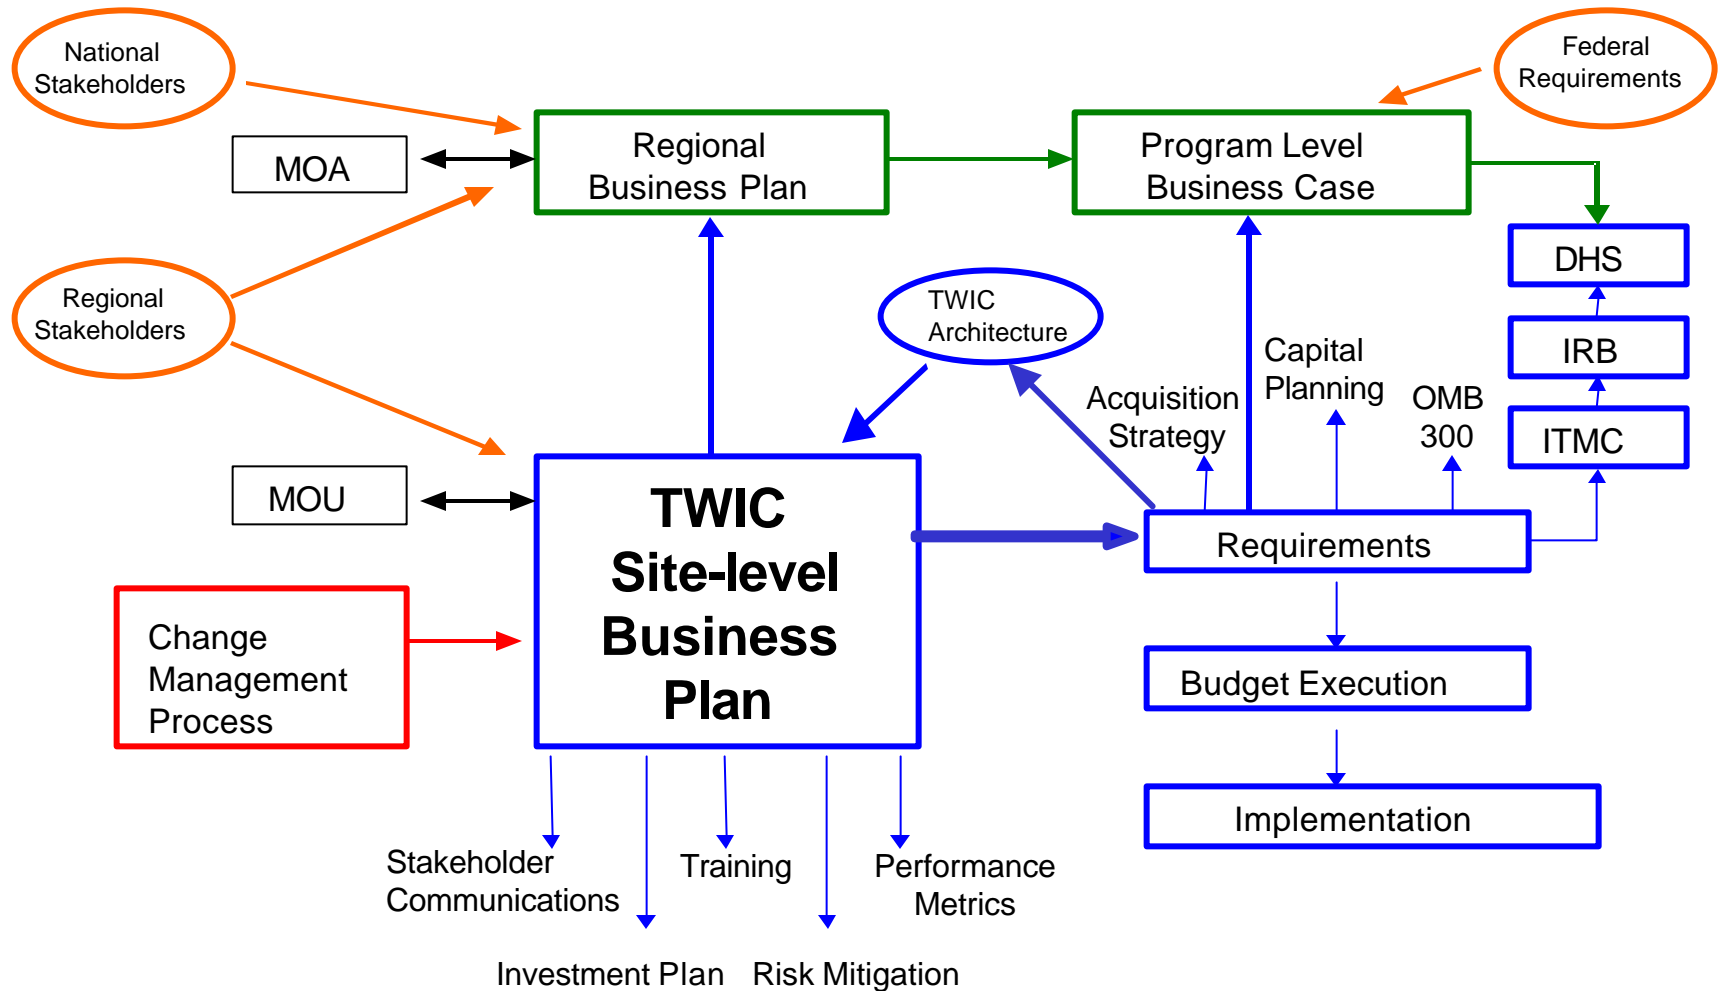 National
Stakeholders
Federal
Requirements
MOA
Regional
Business Plan
Program Level
Business Case
DHS
Regional
Stakeholders
TWIC
Architecture
Capital
Planning
IRB
Acquisition
Strategy
OMB
300
ITMC
MOU
TWIC
Site-level
Business
Plan
Requirements
Change
Management
Process
Budget Execution
Implementation
Stakeholder
Communications
Training
Performance
Metrics
Investment Plan
Risk Mitigation